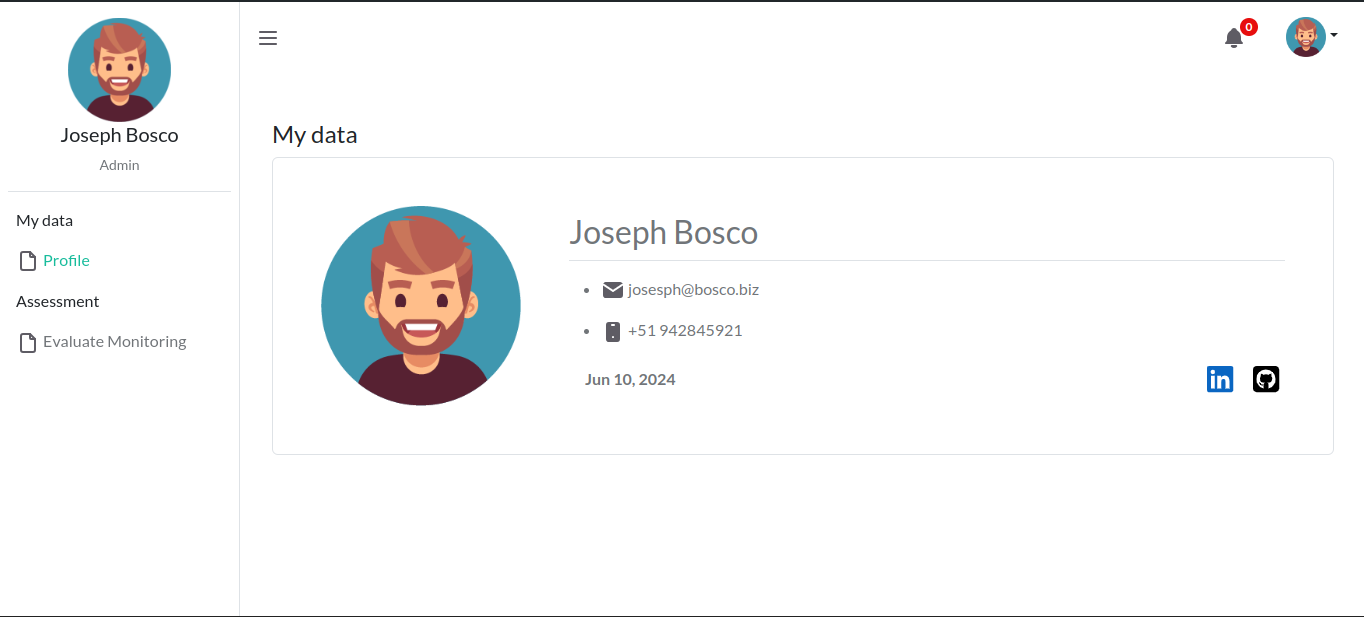 Joseph Bosco
Admin
My data
Profile
Assessment
Evaluate Monitoring
0
My data
Joseph Bosco
josesph@bosco.biz
+51 942845921
Jun 10, 2024
in